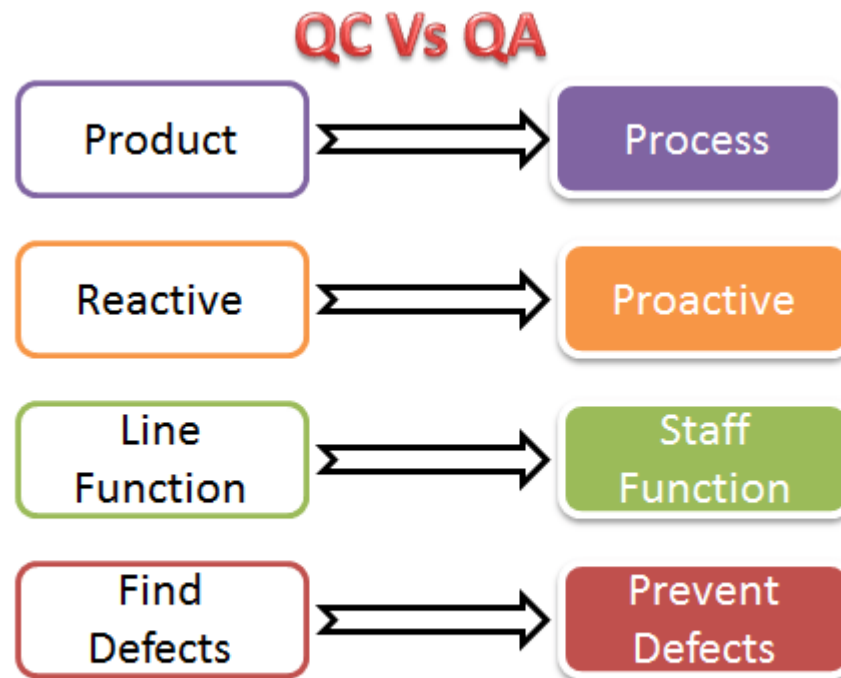 QC Vs QA
Product
Process
Reactive
Proactive
Line
Function
Staff
Function
Find
Defects
Prevent
Defects